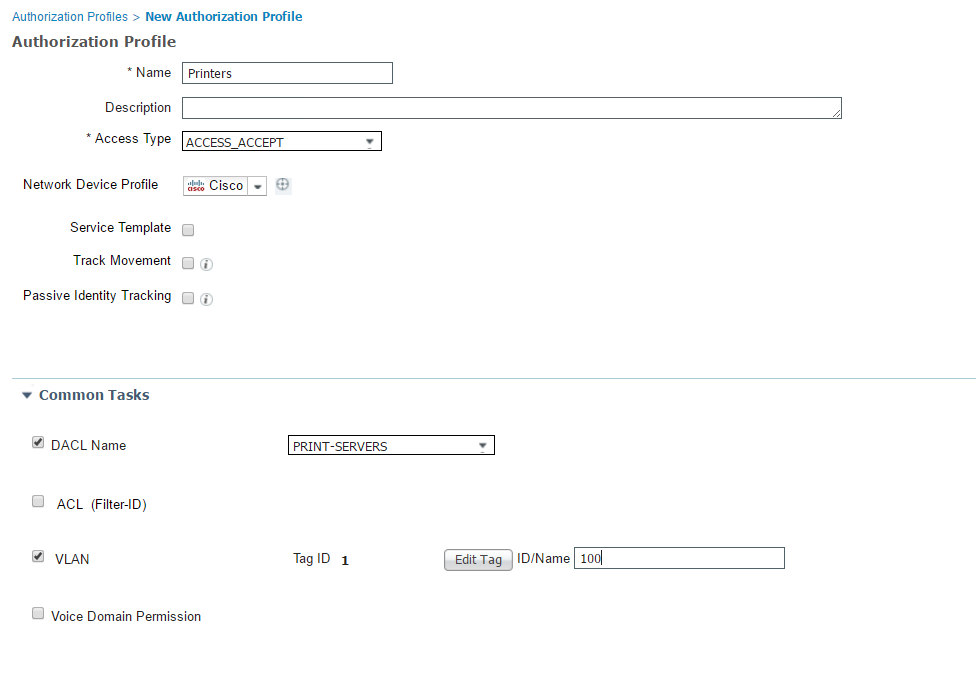 Authorization Profiles > New Authorization Profile
Authorization Profile
* Name Printers
Description
* Access Type ACCESS_ACCEPT
Network Device Profile CISCO Cisco
Service Template
Track Movement i
Passive Identity Tracking i
Common Tasks
DACL Name PRINT-SERVERS
ACL (Filter-ID)
VLAN Tag ID 1 Edit Tag ID/Name 100
Voice Domain Permission